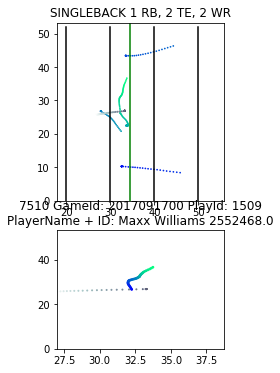 SINGLEBACK 1 RB, 2 TE, 2 WR
50
40
30
20
10
0
20 30 40 50
7510 GameId: 2017091700 PlayId: 1509
PlayerName + ID: Maxx Williams 2552468.0
40
20
0
27.5 30.0 32.5 35.0 37.5